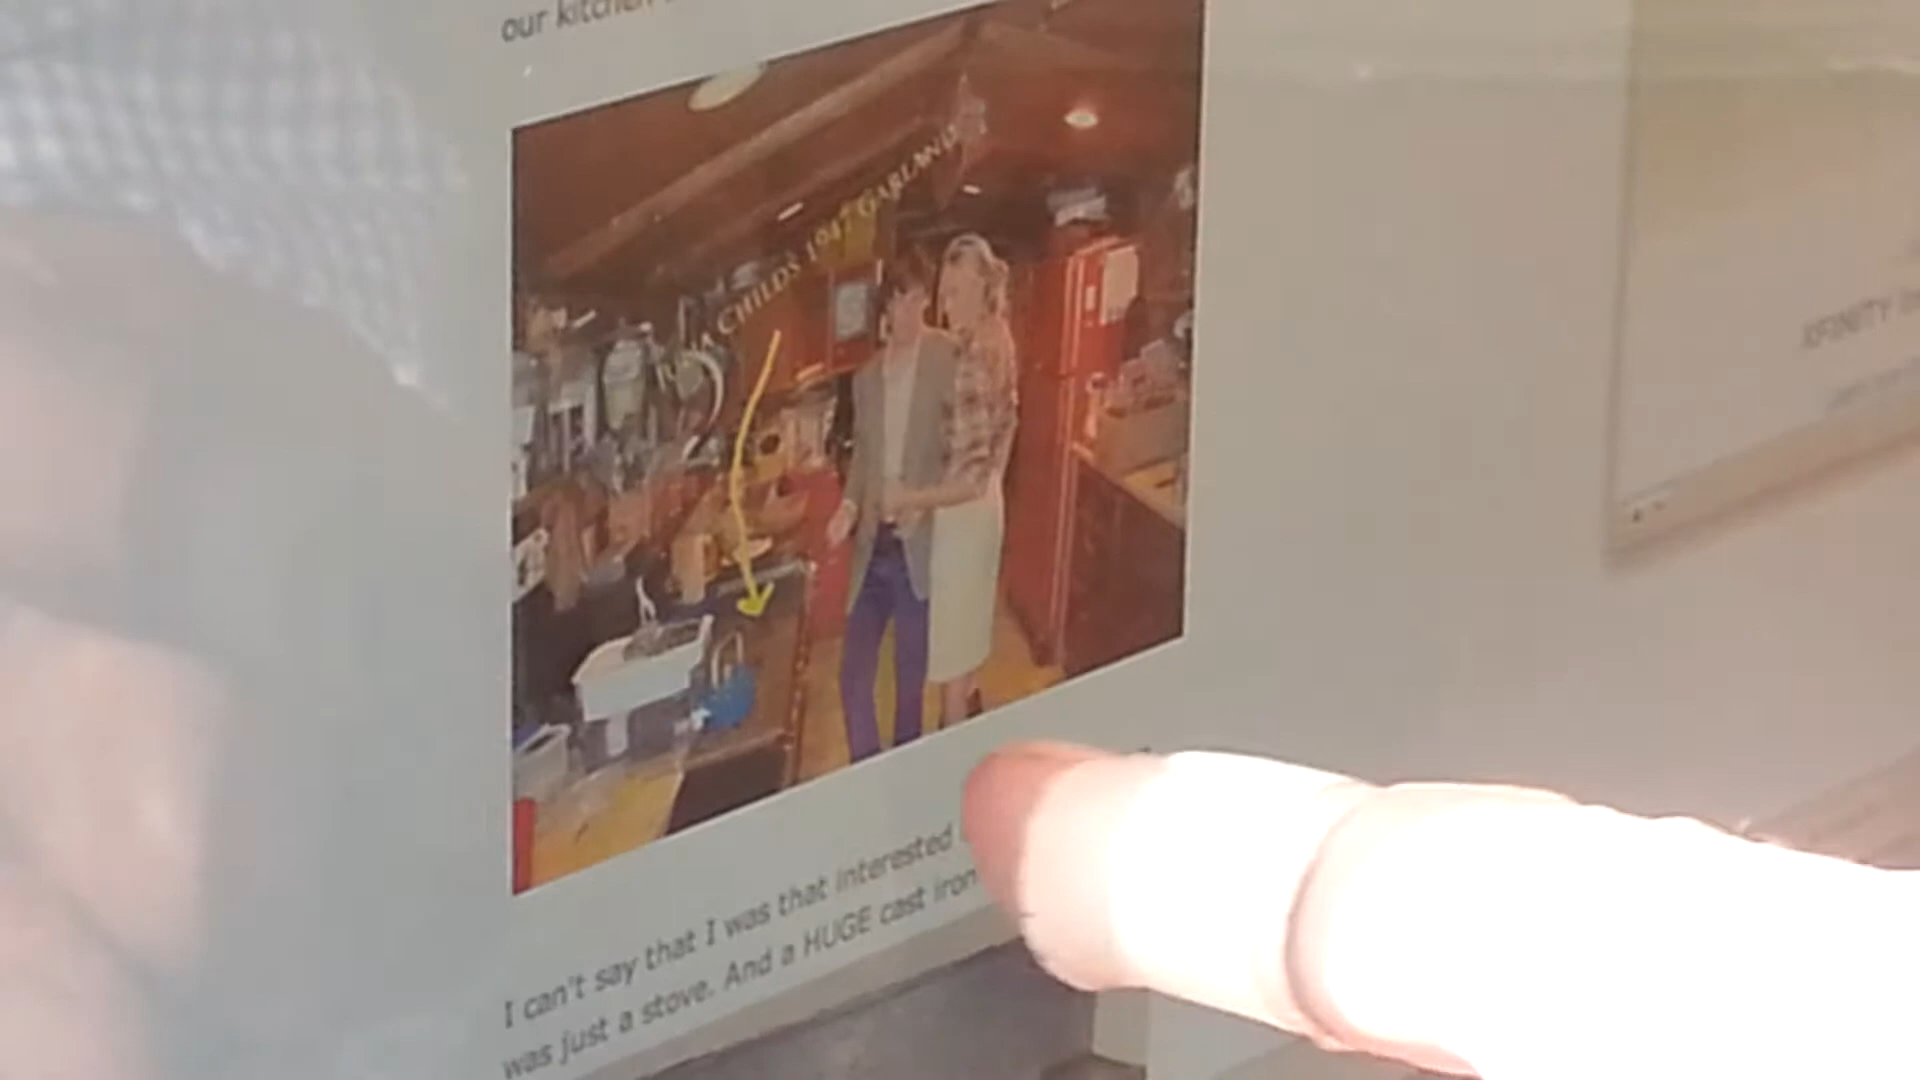 our kitchen
JULIA CHILDS 1947 GARLAND
XFINITY
I can't say that I was that interested
was just a stove. And a HUGE cast iron